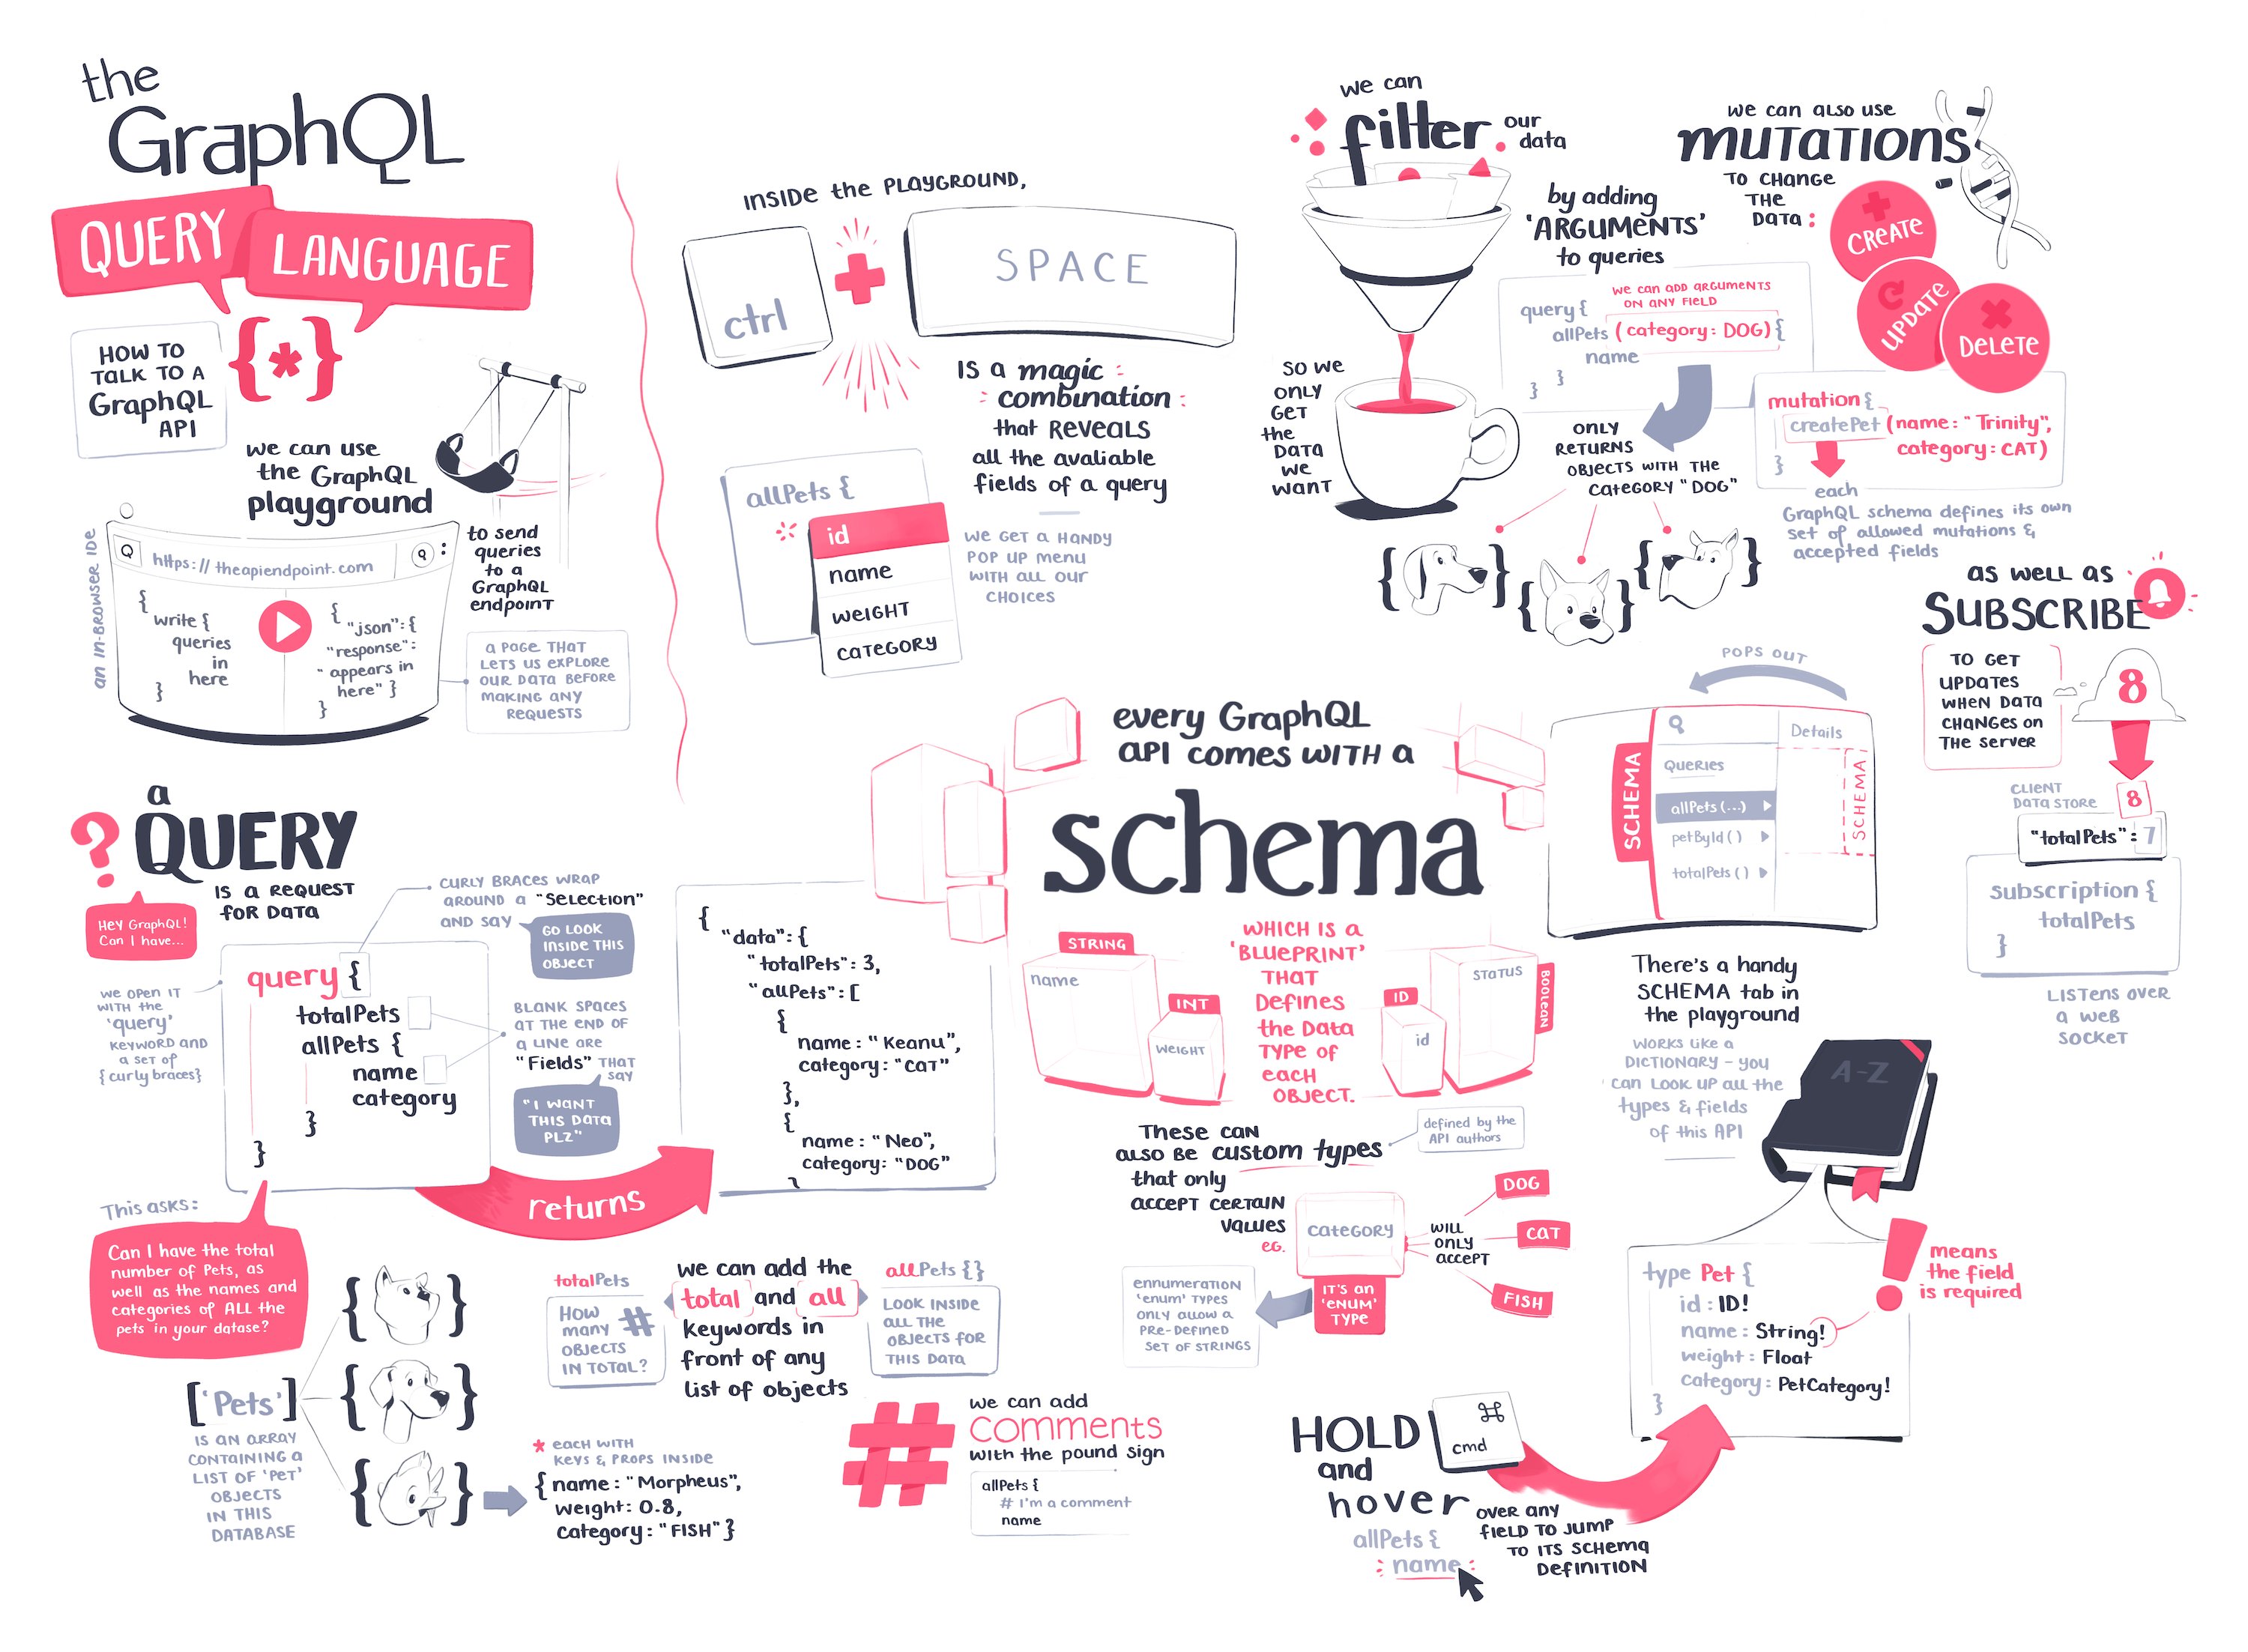 the
GraphQL
QUERY
LANGUAGE
{*}
HOW TO
TALK TO A
GraphQL
API
we can use
the GraphQL
playground
to send
queries
to a
GraphQL
endpoint
an IN-BROWSER IDE
https://theapiendpoint.com
{
write {
queries
in
here
}
{
"json": {
"response":
"appears in
here" }
}
A PAGE THAT
LETS US EXPLORE
OUR DATA BEFORE
MAKING ANY
REQUESTS
INSIDE the PLAYGROUND,
ctrl
+
SPACE
IS a magic
combination
that REVEALS
all the avaliable
fields of a query
WE GET a HANDY
POP UP MENU
WITH ALL OUR
CHOICES
allPets {
id
name
WEIGHT
CATEGORY
we can
filter our
data
by adding
'ARGUMENTS'
to queries
WE CAN ADD ARGUMENTS
ON ANY FIELD
query {
allPets (category: DOG) {
name
}
}
SO WE
ONLY
GET
the
DATA
we
WANT
ONLY
RETURNS
OBJECTS WITH THE
CATEGORY "DOG"
we can also use
MUTATIONS
TO CHANGE
THE
DATA:
CREATE
UPDATE
DELETE
mutation {
createPet (name: "Trinity",
category: CAT)
}
each
GraphQL schema defines its own
set of allowed mutations &
accepted fields
as well as
SUBSCRIBE
TO GET
UPDATES
WHEN DATA
CHANGES ON
THE SERVER
8
CLIENT
DATA STORE
8
"totalPets": 7
subscription {
totalPets
}
LISTENS OVER
a WEB
SOCKET
a
QUERY
IS a REQUEST
FOR DATA
?
Hey GraphQL!
Can I have...
CURLY BRACES WRAP
AROUND a "SELECTION"
AND SAY
GO LOOK
INSIDE THIS
OBJECT
we OPEN IT
WITH the
'query'
KEYWORD AND
a SET OF
{curly braces}
query {
totalPets
allPets {
name
category
}
}
BLANK SPACES
AT THE END OF
a LINE ARE
"Fields" THAT
SAY
"I WANT
THIS DATA
PLZ"
This asks:
Can I have the total
number of Pets, as
well as the names and
categories of ALL the
pets in your datase?
returns
{
"data": {
"totalPets": 3,
"allPets": [
{
name: "Keanu",
category: "CAT"
},
{
name: "Neo",
category: "DOG"
}
['Pets']
IS AN ARRAY
CONTAINING a
LIST OF 'PET'
OBJECTS
IN THIS
DATABASE
* each WITH
KEYS & PROPS INSIDE
{ name: "Morpheus",
weight: 0.8,
category: "FISH" }
totalPets
HOW
many #
OBJECTS
IN TOTAL?
we can add the
total and all
keywords in
front of any
list of objects
allPets {}
LOOK INSIDE
ALL THE
OBJECTS FOR
THIS DATA
#
we can add
comments
with the pound sign
allPets {
# I'm a comment
name
every GraphQL
API comes WITH a
schema
WHICH IS a
'BLUEPRINT'
THAT
DEFINES
the DATA
TYPE of
each
OBJECT.
STRING
name
INT
WEIGHT
ID
id
STATUS
BOOLEAN
These can
also be custom types
that only
ACCEPT CERTAIN
VALUES
EG.
defined by the
API authors
CATEGORY
IT'S an
'ENUM'
TYPE
WILL
ONLY
accept
DOG
CAT
FISH
ennumeration
'enum' TYPES
ONLY ALLOW a
PRE-DEFINED
SET OF STRINGS
POPS OUT
SCHEMA
QUERIES
allPets(...)
petById()
totalPets()
Details
SCHEMA
There's a handy
SCHEMA tab in
the playground
WORKS LIKE a
DICTIONARY - you
can LOOK UP all the
types & fields
of this API
A-Z
type Pet {
id: ID!
name: String!
weight: Float
category: PetCategory!
}
!
means
the field
is required
HOLD
and
hover
⌘
cmd
OVER any
FIELD TO JUMP
TO ITS SCHEMA
DEFINITION
allPets {
name